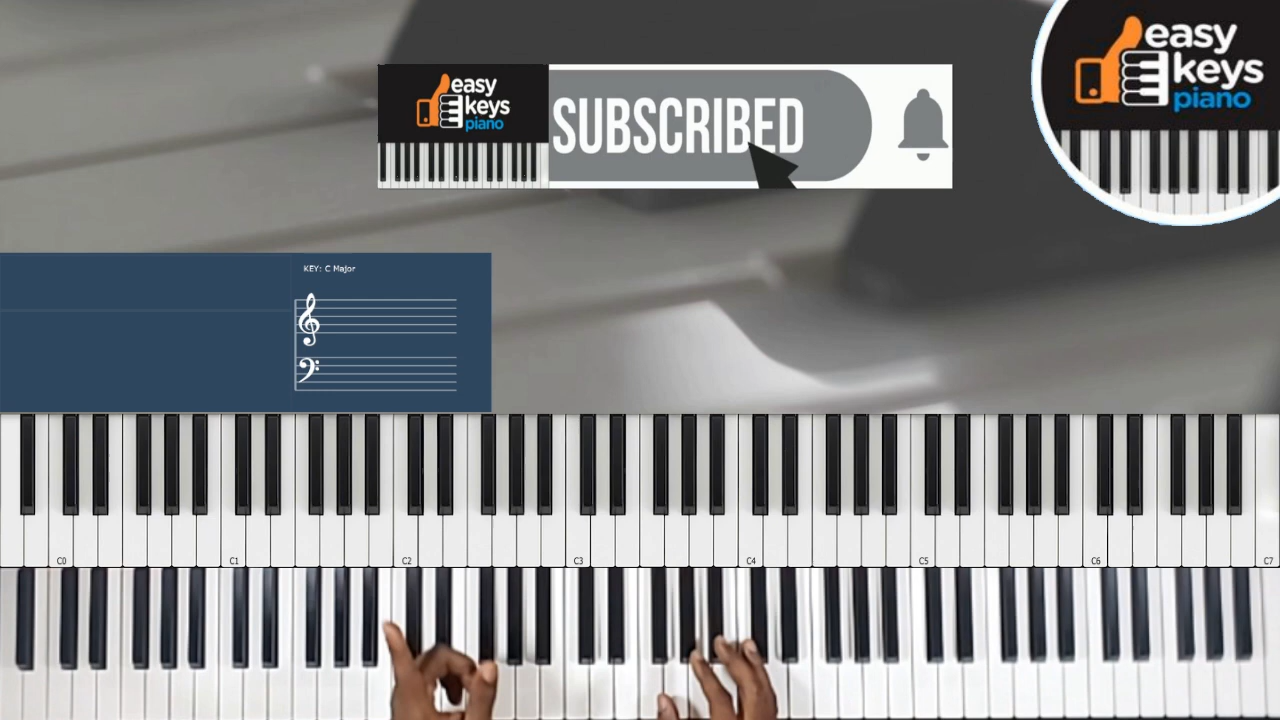 easy
keys
piano
SUBSCRIBED
easy
keys
piano
KEY: C Major
C0 C1 C2 C3 C4 C5 C6 C7